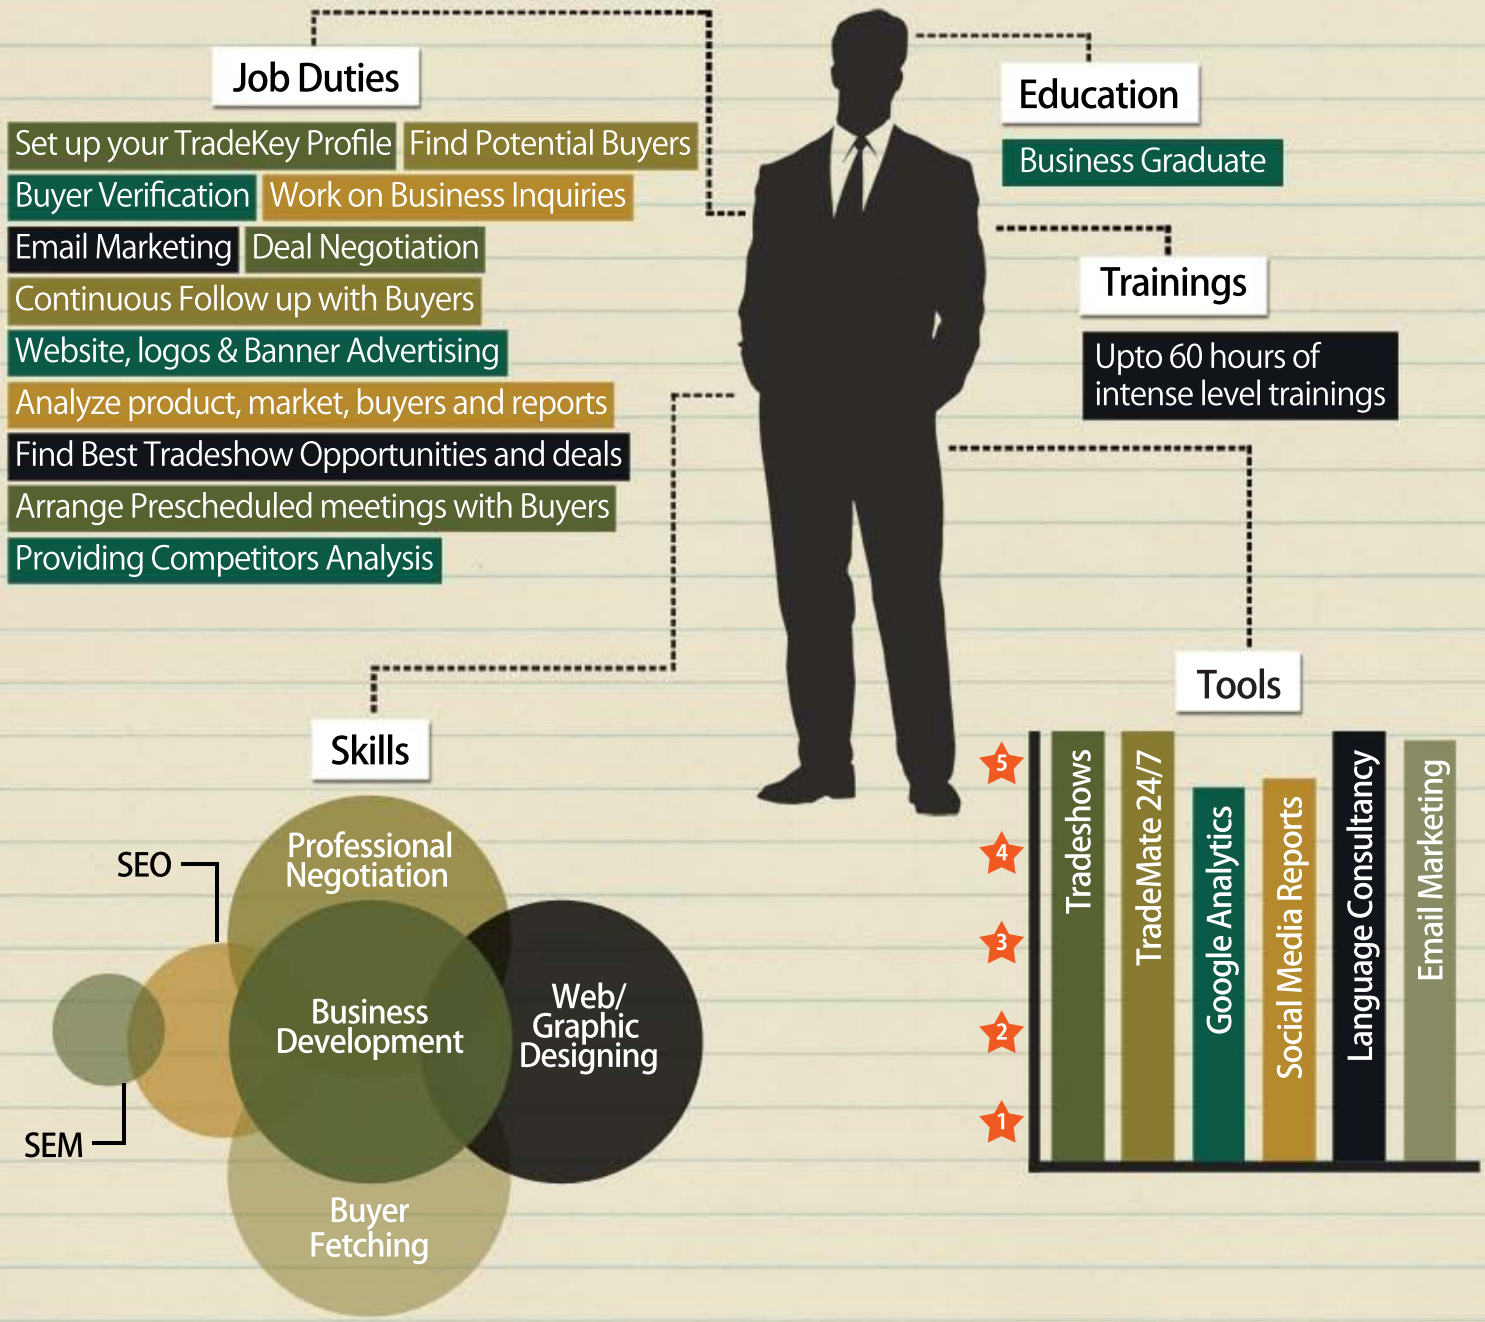 Job Duties
Set up your TradeKey Profile
Find Potential Buyers
Buyer Verification
Work on Business Inquiries
Email Marketing
Deal Negotiation
Continuous Follow up with Buyers
Website, logos & Banner Advertising
Analyze product, market, buyers and reports
Find Best Tradeshow Opportunities and deals
Arrange Prescheduled meetings with Buyers
Providing Competitors Analysis
Education
Business Graduate
Trainings
Upto 60 hours of
intense level trainings
Skills
Professional
Negotiation
SEO
Business
Development
Web/
Graphic
Designing
SEM
Buyer
Fetching
Tools
5
4
3
2
1
Tradeshows
TradeMate 24/7
Google Analytics
Social Media Reports
Language Consultancy
Email Marketing